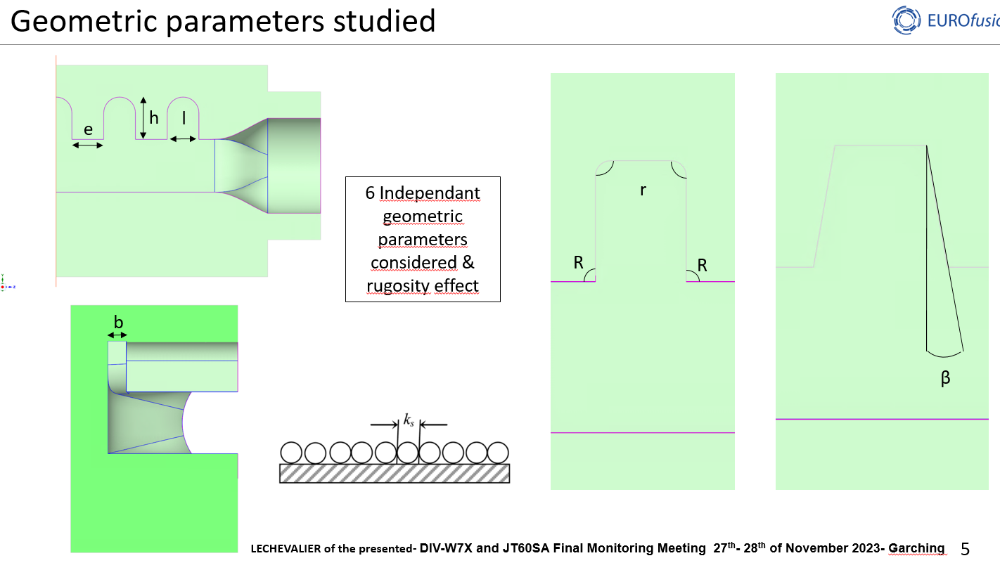 Geometric parameters studied
EUROfusio
e
h
l
6 Independant
geometric
parameters
considered &
rugosity effect
r
R
R
β
b
kₛ
LECHEVALIER of the presented- DIV-W7X and JT60SA Final Monitoring Meeting 27th- 28th of November 2023- Garching
5